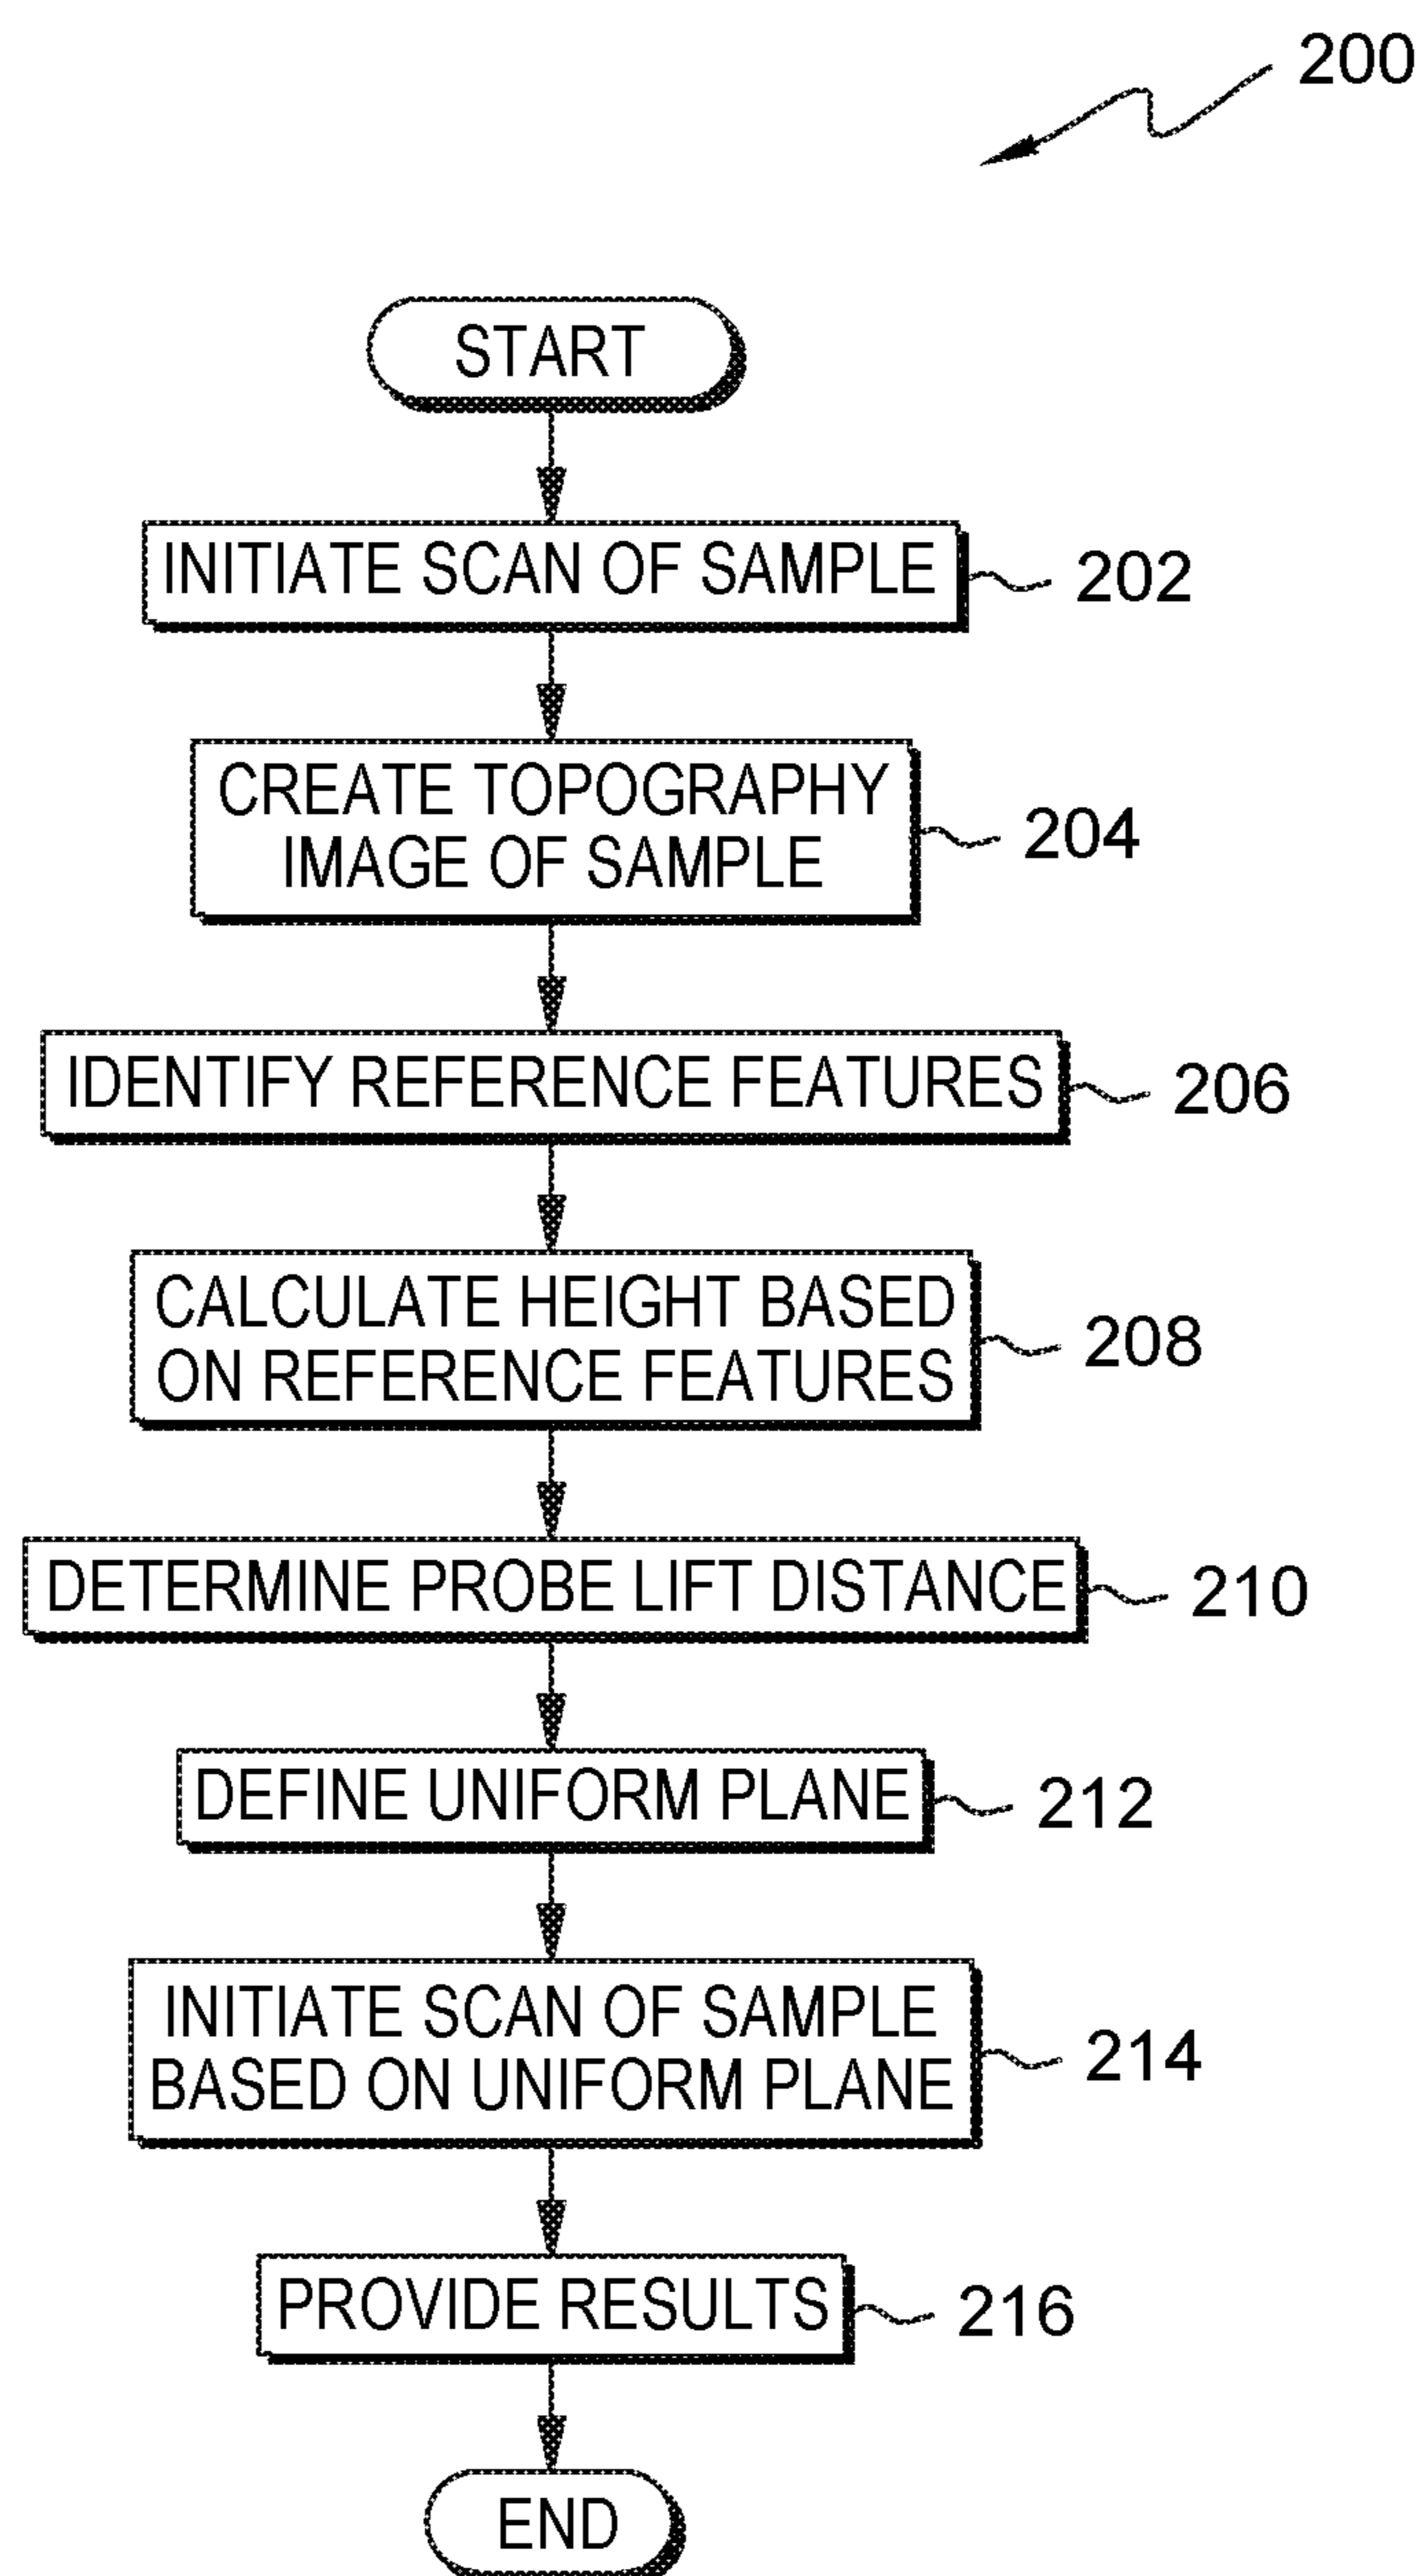 200
START
INITIATE SCAN OF SAMPLE
202
CREATE TOPOGRAPHY
IMAGE OF SAMPLE
204
IDENTIFY REFERENCE FEATURES
206
CALCULATE HEIGHT BASED
ON REFERENCE FEATURES
208
DETERMINE PROBE LIFT DISTANCE
210
DEFINE UNIFORM PLANE
212
INITIATE SCAN OF SAMPLE
BASED ON UNIFORM PLANE
214
PROVIDE RESULTS
216
END